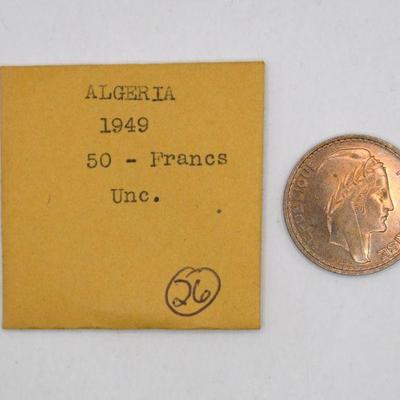 ALGERIA
1949
50 - Francs
Unc.
26